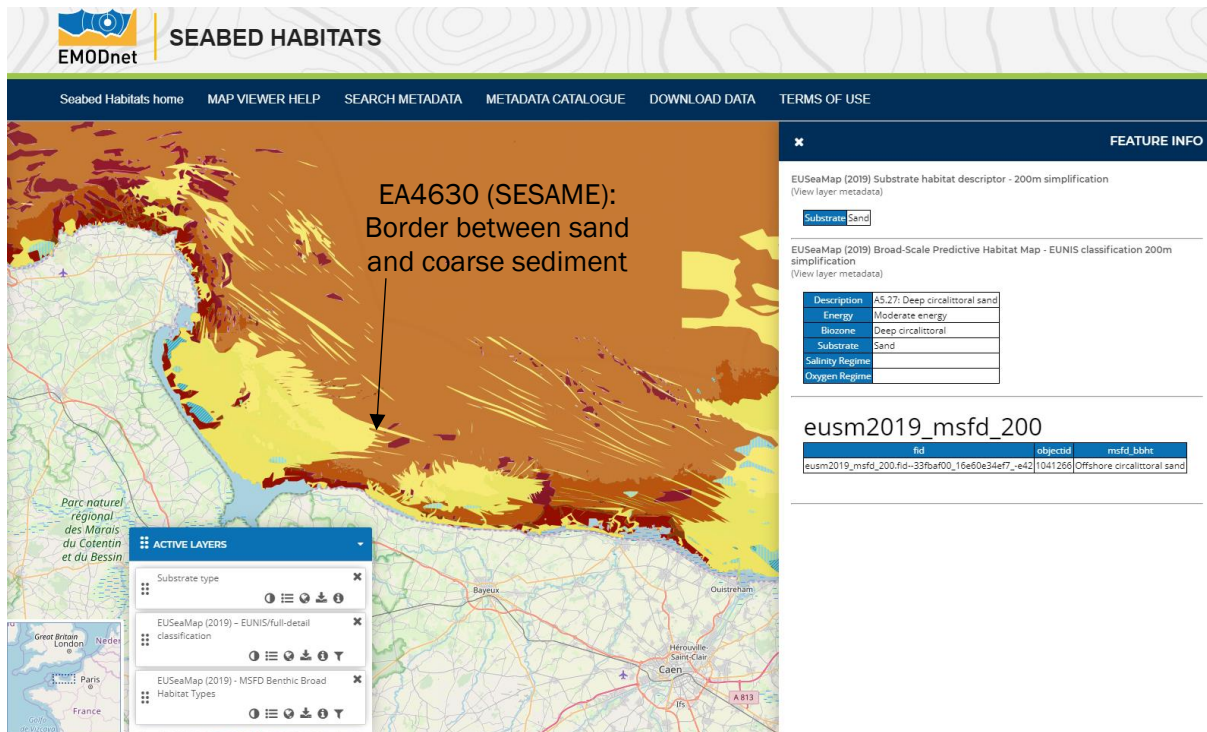 EMODnet
SEABED HABITATS
Seabed Habitats home MAP VIEWER HELP SEARCH METADATA METADATA CATALOGUE DOWNLOAD DATA TERMS OF USE
EA4630 (SESAME):
Border between sand
and coarse sediment
Parc naturel
régional
des Marais
du Cotentin
et du Bessin
Bayeux
Ouistreham
Hérouville
Saint-Clair
Caen
Ifs
A 813
ACTIVE LAYERS
Substrate type
EUSeaMap (2019) – EUNIS/full-detail
classification
EUSeaMap (2019) - MSFD Benthic Broad
Habitat Types
Great Britain
London
Paris
France
FEATURE INFO
EUSeaMap (2019) Substrate habitat descriptor - 200m simplification
(View layer metadata)
Substrate Sand
EUSeaMap (2019) Broad-Scale Predictive Habitat Map - EUNIS classification 200m
simplification
(View layer metadata)
Description A5.27: Deep circalittoral sand
Energy Moderate energy
Biozone Deep circalittoral
Substrate Sand
Salinity Regime
Oxygen Regime
eusm2019_msfd_200
fid objectid msfd_bbht
eusm2019_msfd_200.fid--33fbaf00_16e60e34ef7_-e42 1041266 Offshore circalittoral sand